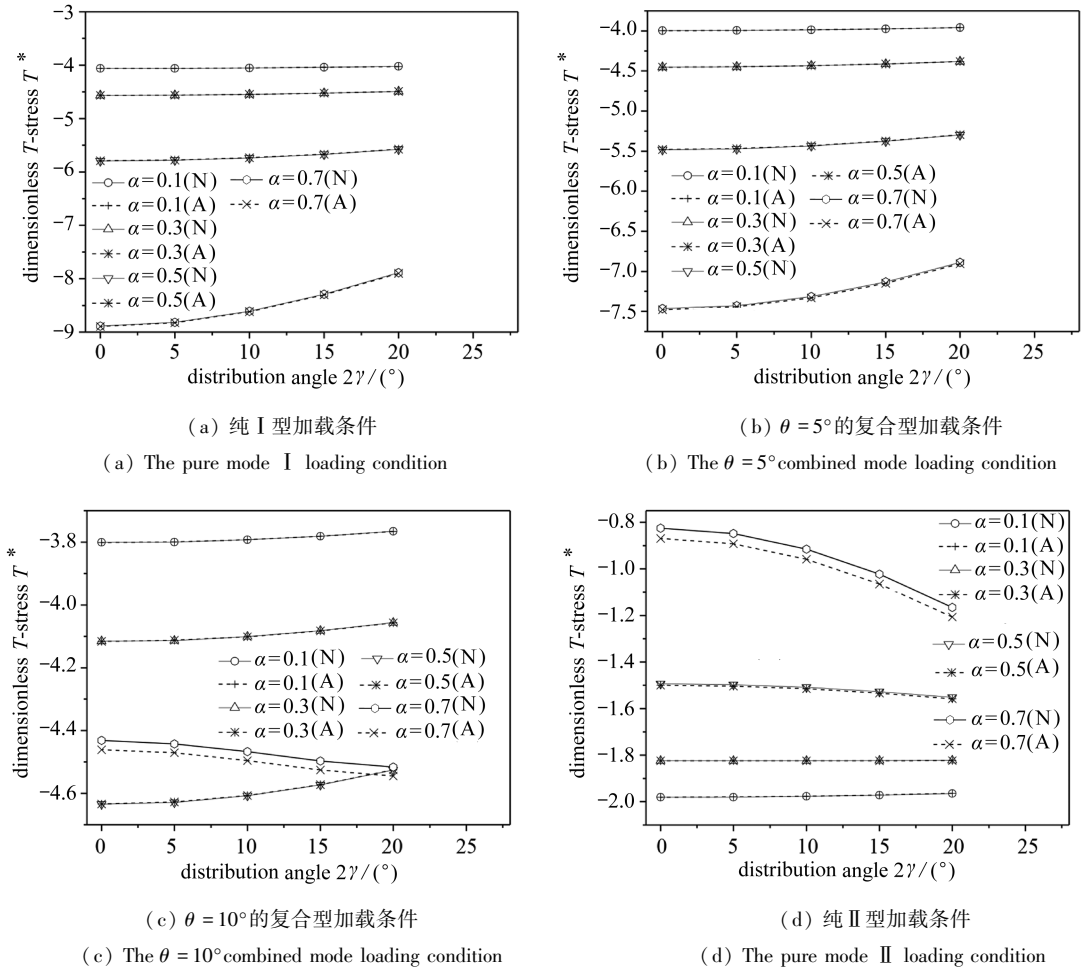 −3
−4
−5
−6
−7
−8
−9
dimensionless T-stress T*
α=0.1(N)
α=0.1(A)
α=0.3(N)
α=0.3(A)
α=0.5(N)
α=0.5(A)
α=0.7(N)
α=0.7(A)
0 5 10 15 20 25
distribution angle 2γ/(°)
(a) 纯Ⅰ型加载条件
(a) The pure mode Ⅰ loading condition
−4.0
−4.5
−5.0
−5.5
−6.0
−6.5
−7.0
−7.5
dimensionless T-stress T*
α=0.1(N)
α=0.1(A)
α=0.3(N)
α=0.3(A)
α=0.5(N)
α=0.5(A)
α=0.7(N)
α=0.7(A)
0 5 10 15 20 25
distribution angle 2γ/(°)
(b) θ=5°的复合型加载条件
(b) The θ=5°combined mode loading condition
−3.8
−4.0
−4.2
−4.4
−4.6
dimensionless T-stress T*
α=0.1(N)
α=0.1(A)
α=0.3(N)
α=0.3(A)
α=0.5(N)
α=0.5(A)
α=0.7(N)
α=0.7(A)
0 5 10 15 20 25
distribution angle 2γ/(°)
(c) θ=10°的复合型加载条件
(c) The θ=10°combined mode loading condition
−0.8
−1.0
−1.2
−1.4
−1.6
−1.8
−2.0
dimensionless T-stress T*
α=0.1(N)
α=0.1(A)
α=0.3(N)
α=0.3(A)
α=0.5(N)
α=0.5(A)
α=0.7(N)
α=0.7(A)
0 5 10 15 20 25
distribution angle 2γ/(°)
(d) 纯Ⅱ型加载条件
(d) The pure mode Ⅱ loading condition